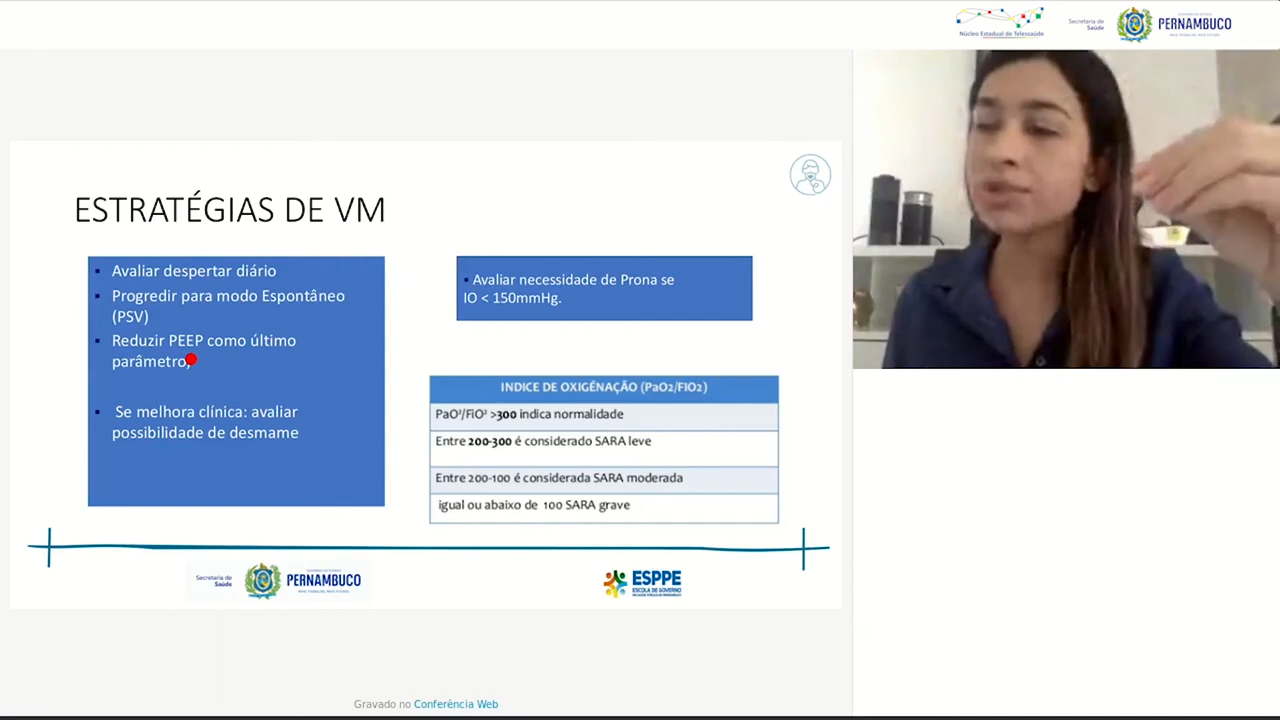 Núcleo Estadual de Telessaúde
Secretaria de
Saúde
PERNAMBUCO
ESTRATÉGIAS DE VM
▪ Avaliar despertar diário
▪ Progredir para modo Espontâneo
(PSV)
▪ Reduzir PEEP como último
parâmetro;
▪ Se melhora clínica: avaliar
possibilidade de desmame
▪ Avaliar necessidade de Prona se
IO < 150mmHg.
INDICE DE OXIGÊNAÇÃO (PaO2/FIO2)
PaO²/FiO² >300 indica normalidade
Entre 200-300 é considerado SARA leve
Entre 200-100 é considerada SARA moderada
igual ou abaixo de 100 SARA grave
Secretaria de
Saúde
PERNAMBUCO
ESPPE
ESCOLA DE GOVERNO
Gravado no Conferência Web